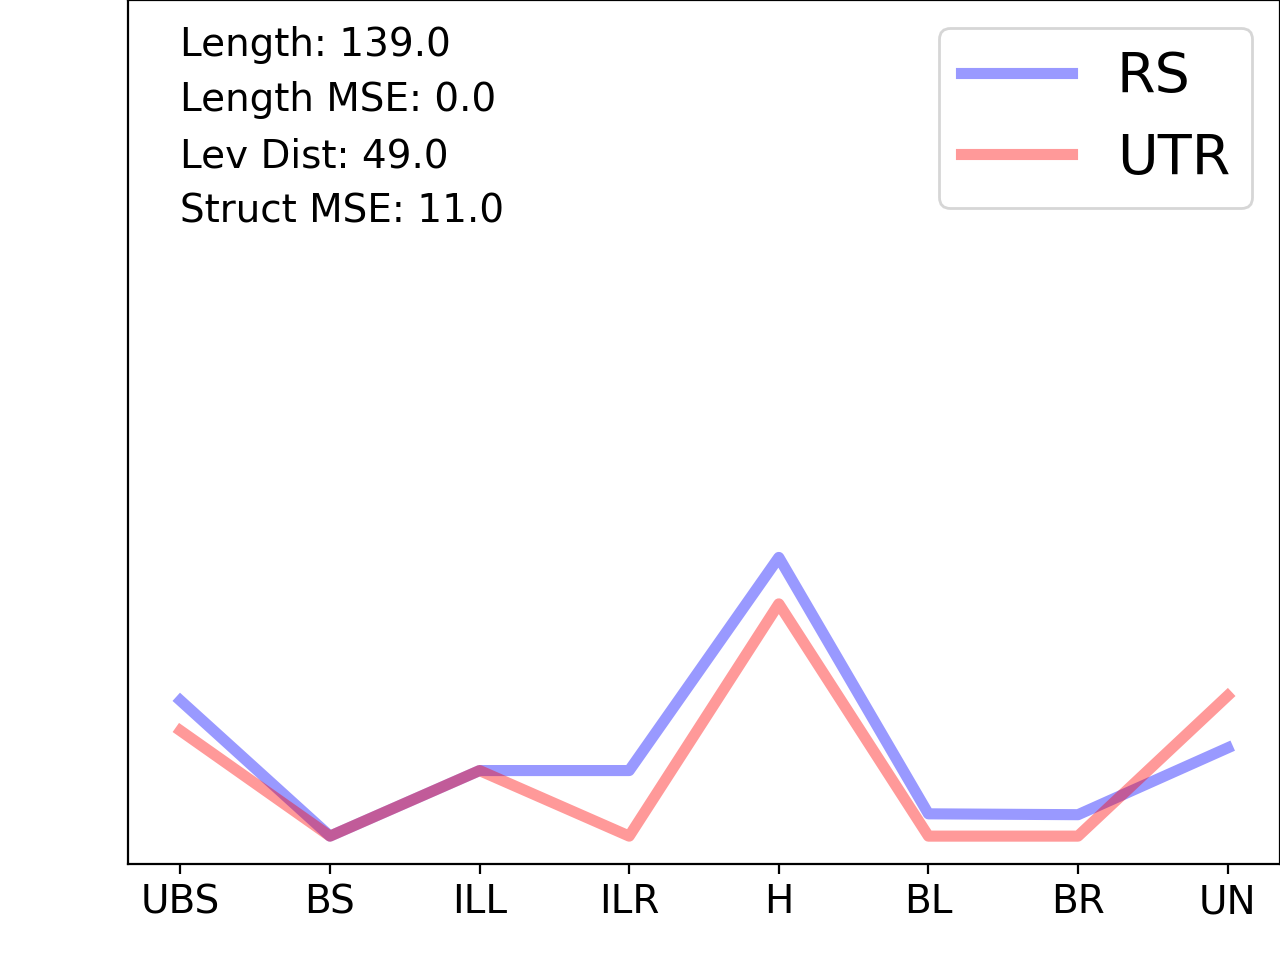 Length: 139.0
Length MSE: 0.0
Lev Dist: 49.0
Struct MSE: 11.0
RS
UTR
UBS BS ILL ILR H BL BR UN